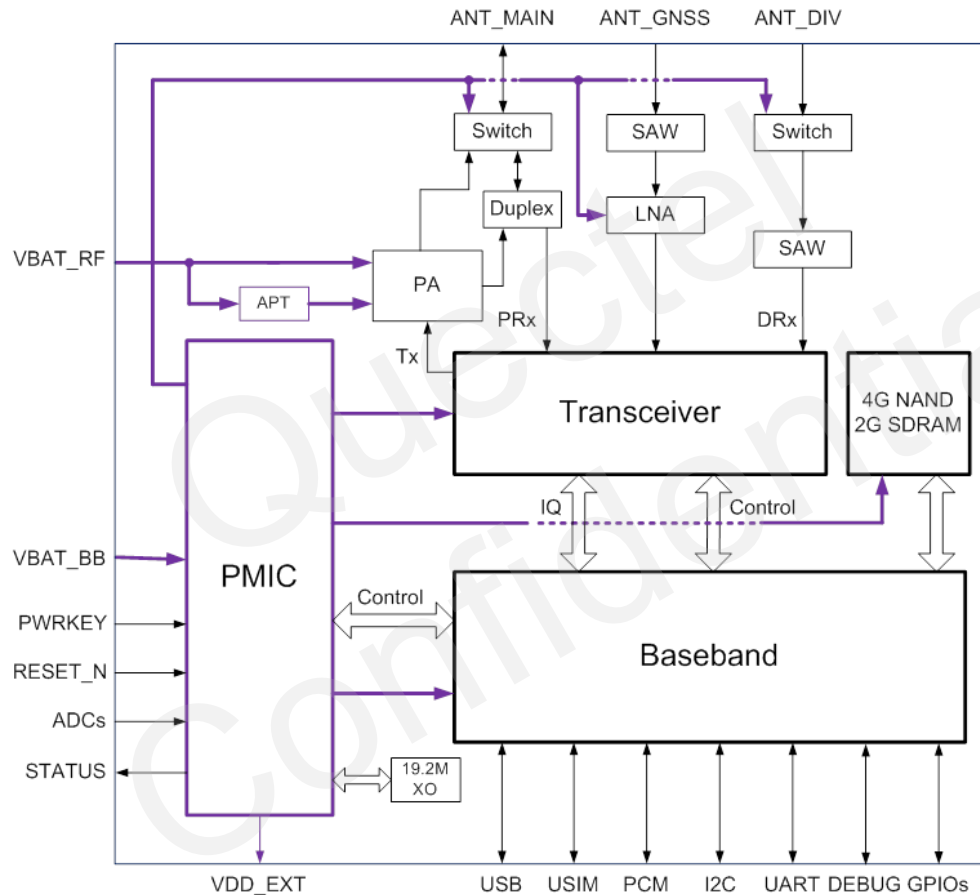 ANT_MAIN ANT_GNSS ANT_DIV
Switch
SAW
Switch
Duplex
LNA
VBAT_RF
SAW
PA
APT
PRx
DRx
Tx
Transceiver
4G NAND
2G SDRAM
IQ
Control
VBAT_BB
PMIC
Control
PWRKEY
Baseband
RESET_N
ADCs
STATUS
19.2M
XO
VDD_EXT
USB USIM PCM I2C UART DEBUG GPIOs
Quectel
Confidential